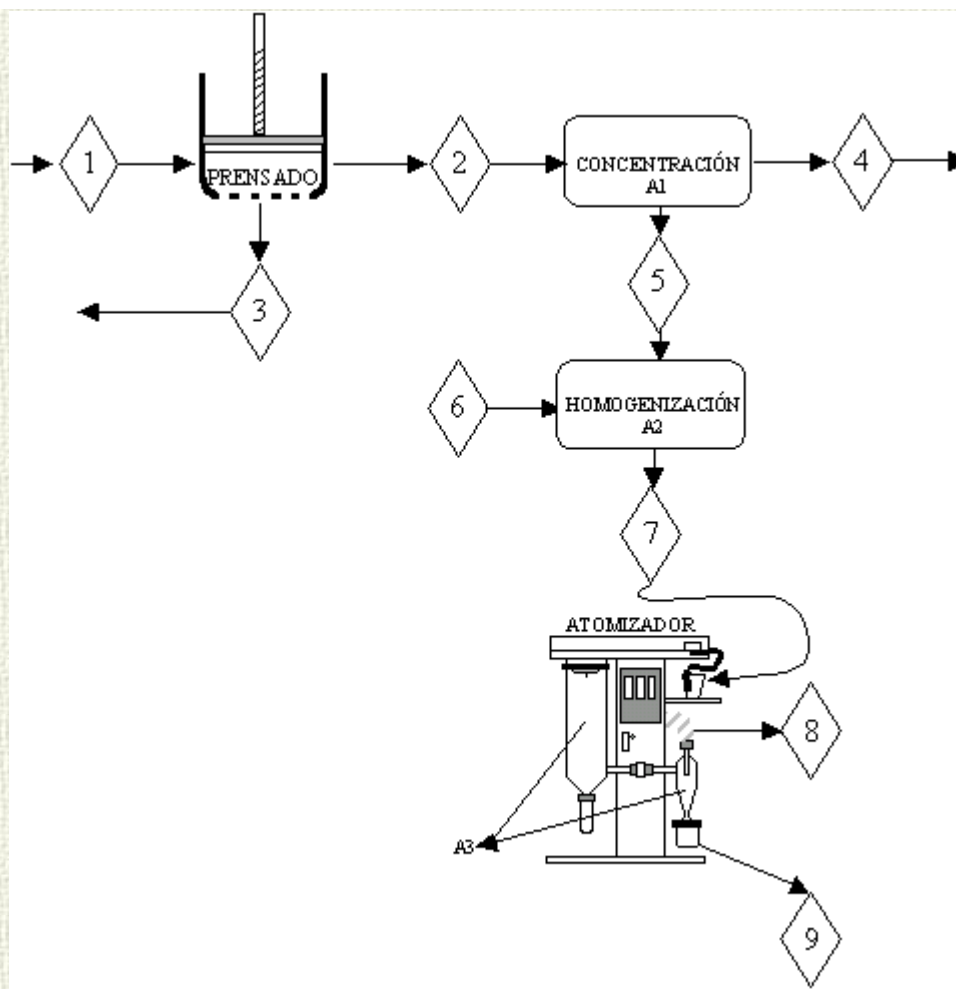 PRENSADO
1
2
CONCENTRACIÓN
A1
4
3
5
6
HOMOGENIZACIÓN
A2
7
ATOMIZADOR
8
A3
9